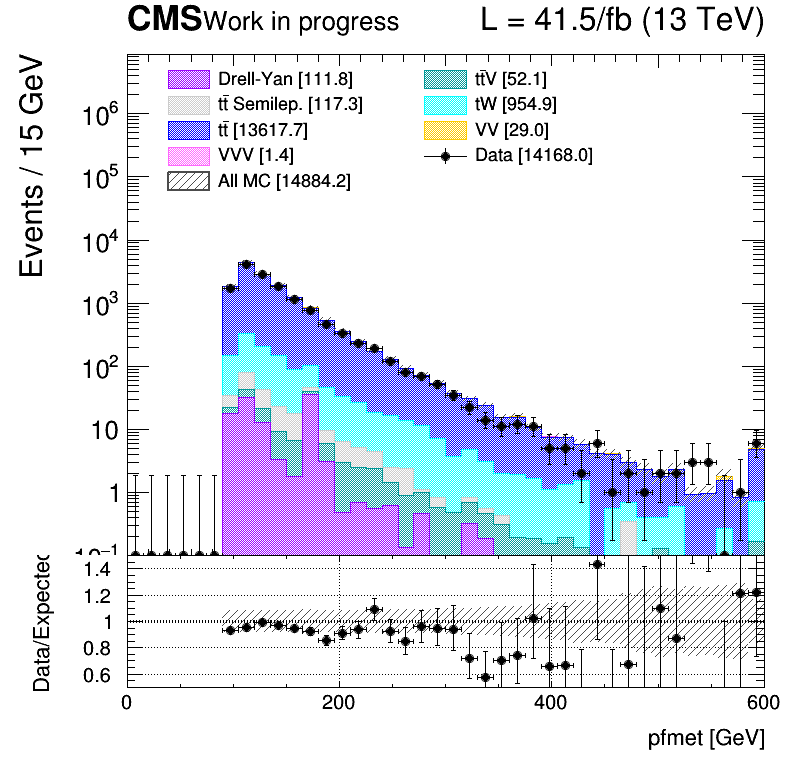 CMS Work in progress L = 41.5/fb (13 TeV)
Drell-Yan [111.8] tt̄V [52.1]
tt̄ Semilep. [117.3] tW [954.9]
tt̄ [13617.7] VV [29.0]
VVV [1.4] Data [14168.0]
All MC [14884.2]
Events / 15 GeV
10⁶
10⁵
10⁴
10³
10²
10
1
10⁻¹
Data/Expected
1.4
1.2
1
0.8
0.6
0 200 400 600
pfmet [GeV]